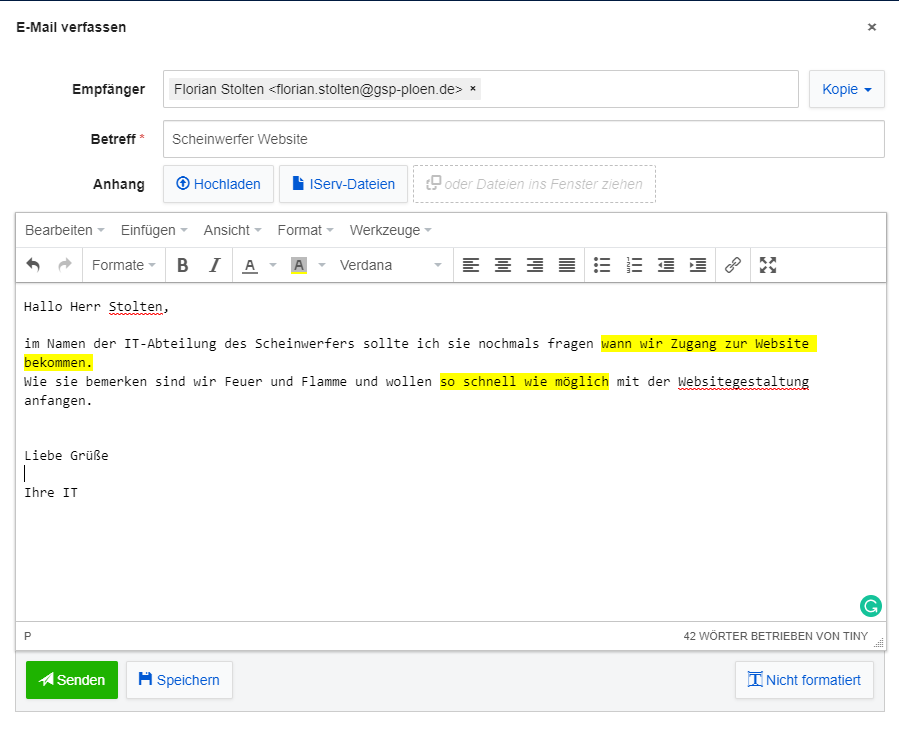 E-Mail verfassen ×
Empfänger Florian Stolten <florian.stolten@gsp-ploen.de> × Kopie
Betreff * Scheinwerfer Website
Anhang Hochladen IServ-Dateien oder Dateien ins Fenster ziehen
Bearbeiten Einfügen Ansicht Format Werkzeuge
Formate B I A A Verdana
Hallo Herr Stolten,
im Namen der IT-Abteilung des Scheinwerfers sollte ich sie nochmals fragen wann wir Zugang zur Website
bekommen.
Wie sie bemerken sind wir Feuer und Flamme und wollen so schnell wie möglich mit der Websitegestaltung
anfangen.
Liebe Grüße
Ihre IT
P 42 WÖRTER BETRIEBEN VON TINY
Senden Speichern Nicht formatiert